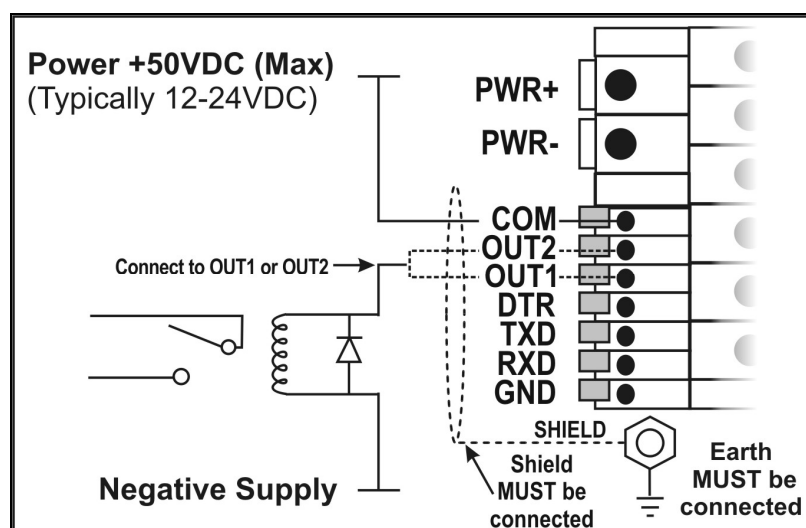 Power +50VDC (Max)
(Typically 12-24VDC)
PWR+
PWR-
COM
OUT2
Connect to OUT1 or OUT2
OUT1
DTR
TXD
RXD
GND
SHIELD
Shield
MUST be
connected
Earth
MUST be
connected
Negative Supply